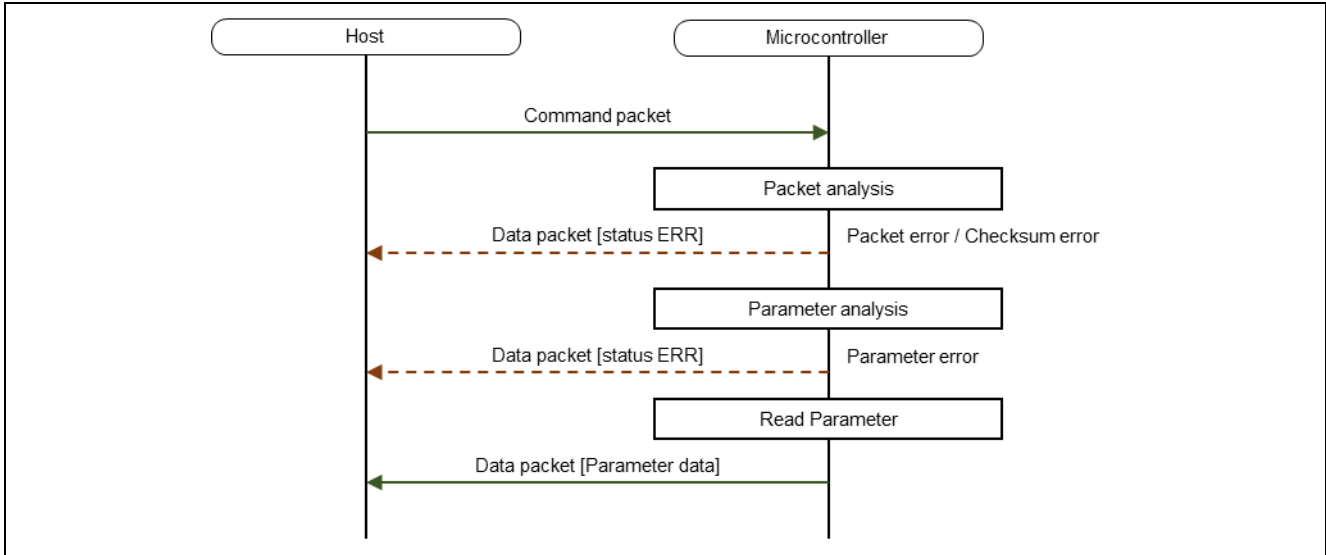 Host
Microcontroller
Command packet
Packet analysis
Data packet [status ERR]
Packet error / Checksum error
Parameter analysis
Data packet [status ERR]
Parameter error
Read Parameter
Data packet [Parameter data]